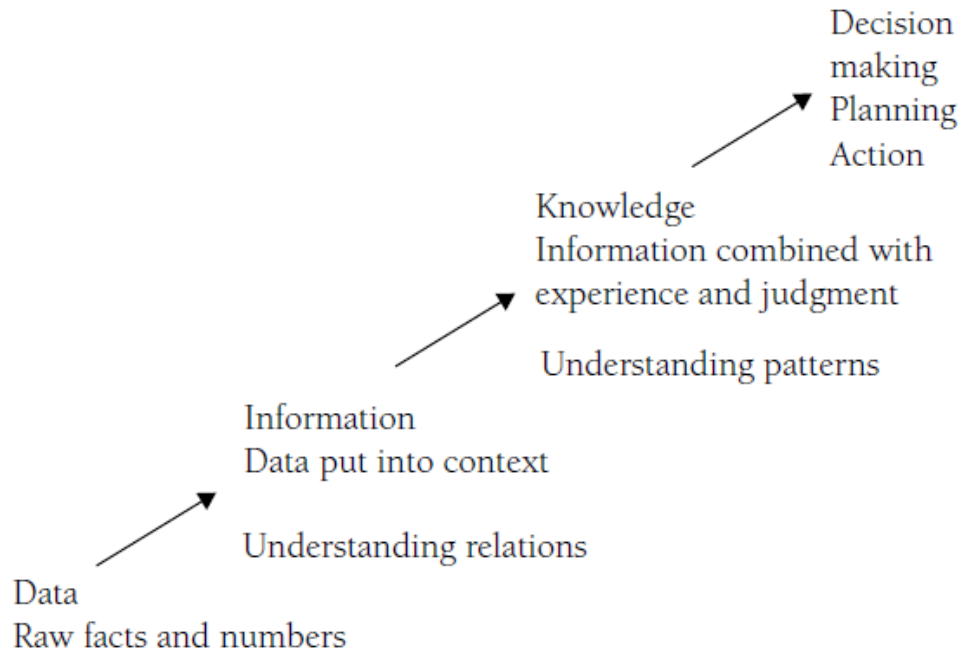 Decision
making
Planning
Action
Knowledge
Information combined with
experience and judgment
Understanding patterns
Information
Data put into context
Understanding relations
Data
Raw facts and numbers